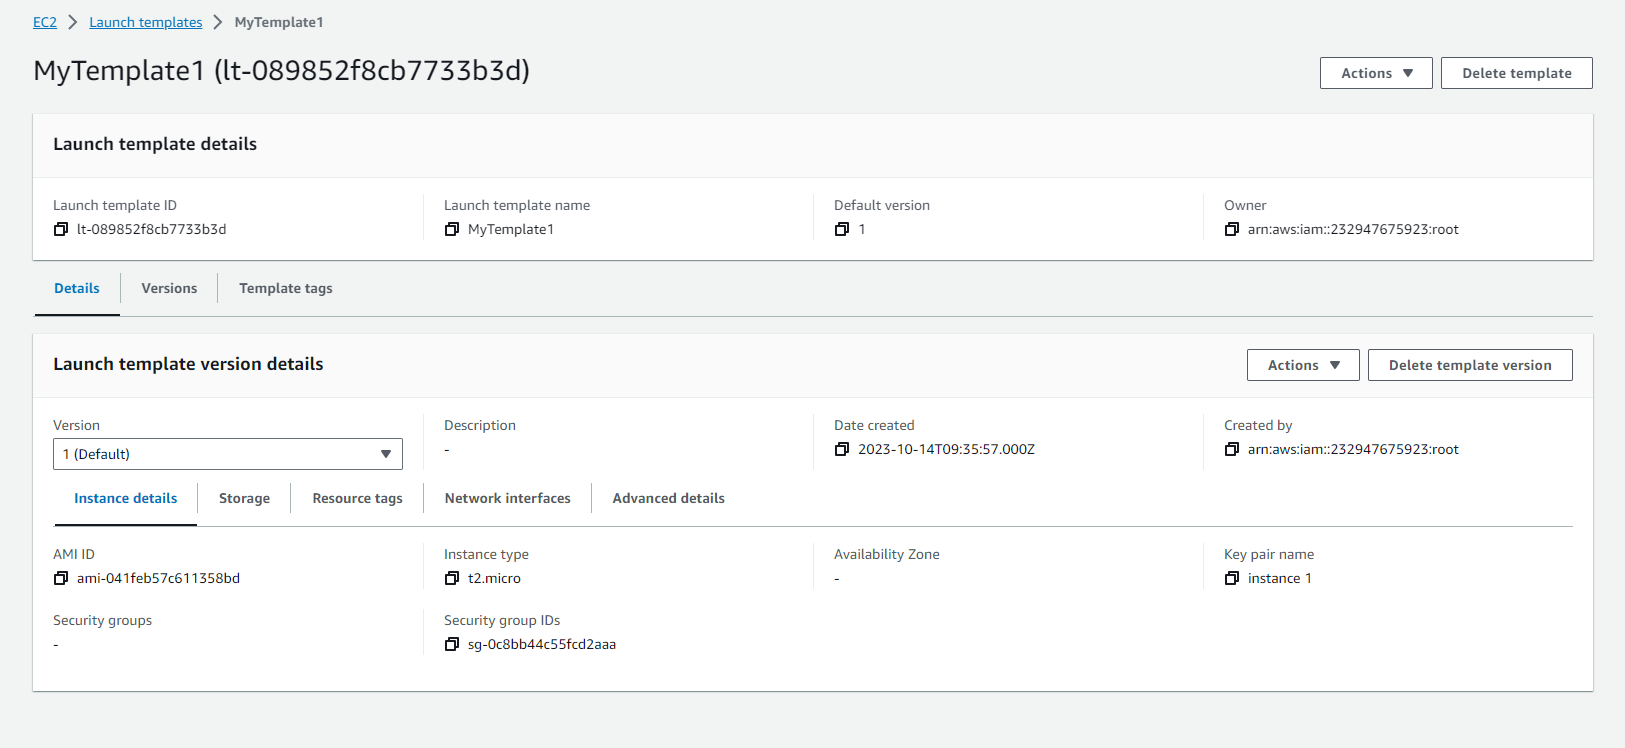 EC2 > Launch templates > MyTemplate1
MyTemplate1 (lt-089852f8cb7733b3d)
Actions ▼ Delete template
Launch template details
Launch template ID
lt-089852f8cb7733b3d
Launch template name
MyTemplate1
Default version
1
Owner
arn:aws:iam::232947675923:root
Details Versions Template tags
Launch template version details
Actions ▼ Delete template version
Version
1 (Default) ▼
Description
-
Date created
2023-10-14T09:35:57.000Z
Created by
arn:aws:iam::232947675923:root
Instance details Storage Resource tags Network interfaces Advanced details
AMI ID
ami-041feb57c611358bd
Instance type
t2.micro
Availability Zone
-
Key pair name
instance 1
Security groups
-
Security group IDs
sg-0c8bb44c55fcd2aaa